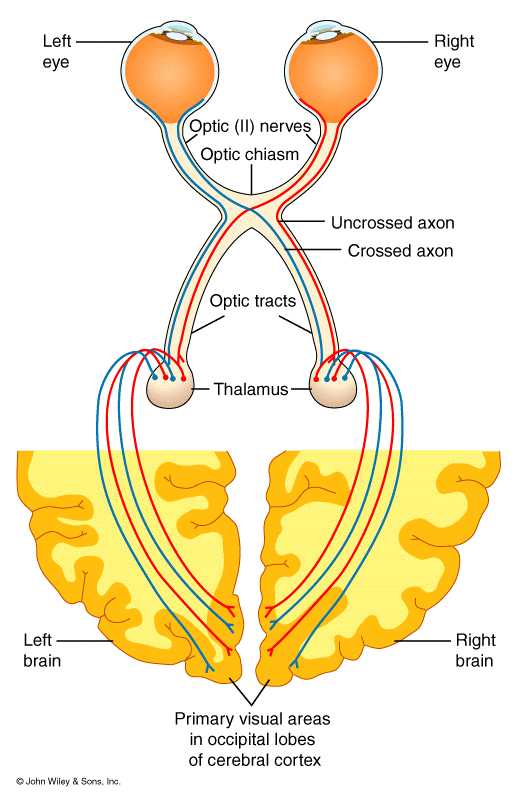 Left
eye
Right
eye
Optic (II) nerves
Optic chiasm
Uncrossed axon
Crossed axon
Optic tracts
Thalamus
Left
brain
Right
brain
Primary visual areas
in occipital lobes
of cerebral cortex
© John Wiley & Sons, Inc.